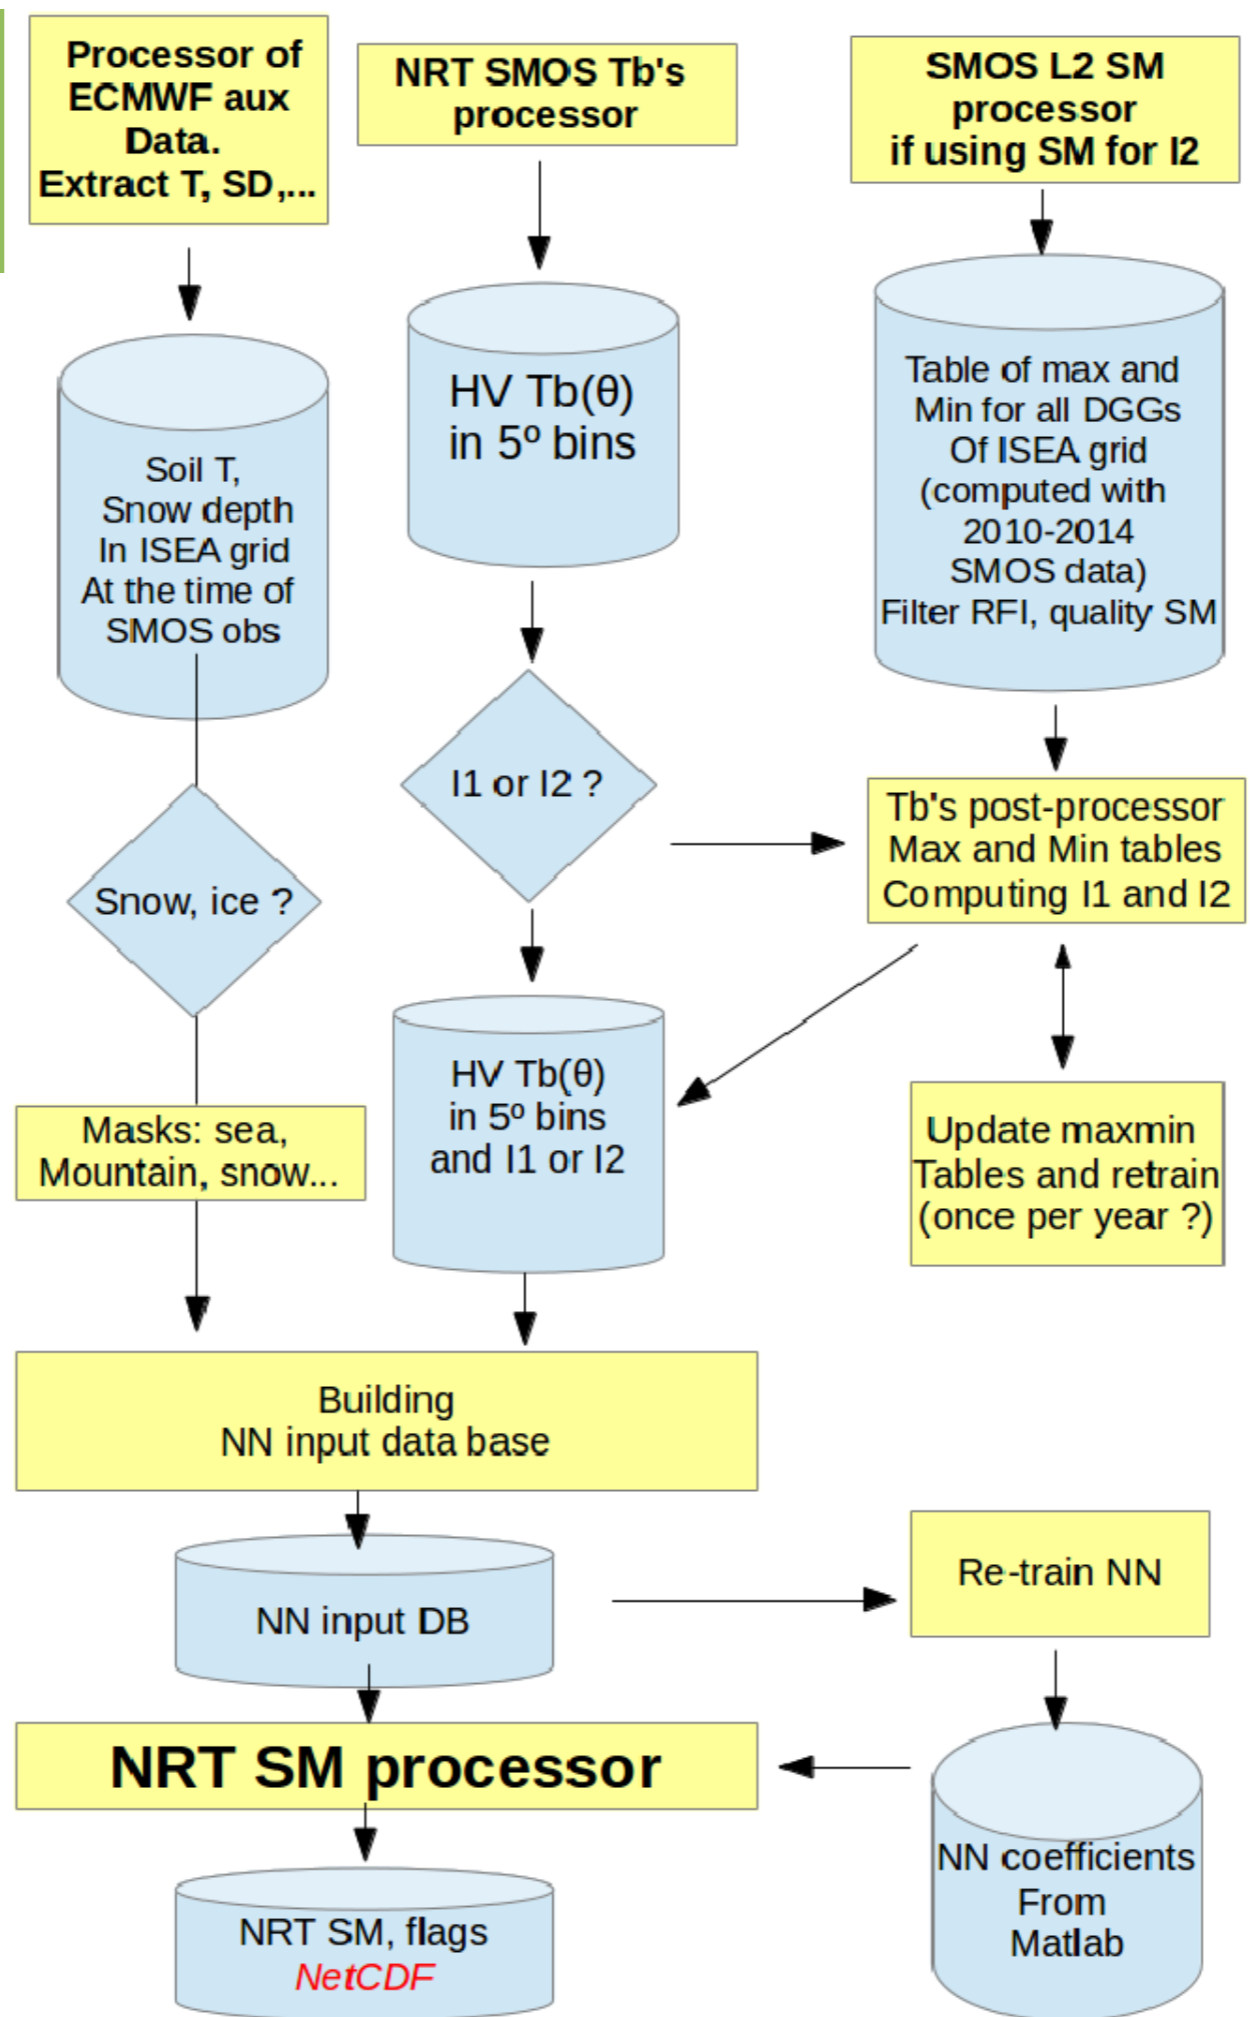 Processor of
ECMWF aux
Data.
Extract T, SD,...
NRT SMOS Tb's
processor
SMOS L2 SM
processor
if using SM for I2
Soil T,
Snow depth
In ISEA grid
At the time of
SMOS obs
HV Tb(θ)
in 5º bins
Table of max and
Min for all DGGs
Of ISEA grid
(computed with
2010-2014
SMOS data)
Filter RFI, quality SM
Snow, ice ?
I1 or I2 ?
Tb's post-processor
Max and Min tables
Computing I1 and I2
Masks: sea,
Mountain, snow...
HV Tb(θ)
in 5º bins
and I1 or I2
Update maxmin
Tables and retrain
(once per year ?)
Building
NN input data base
NN input DB
Re-train NN
NRT SM processor
NN coefficients
From
Matlab
NRT SM, flags
NetCDF